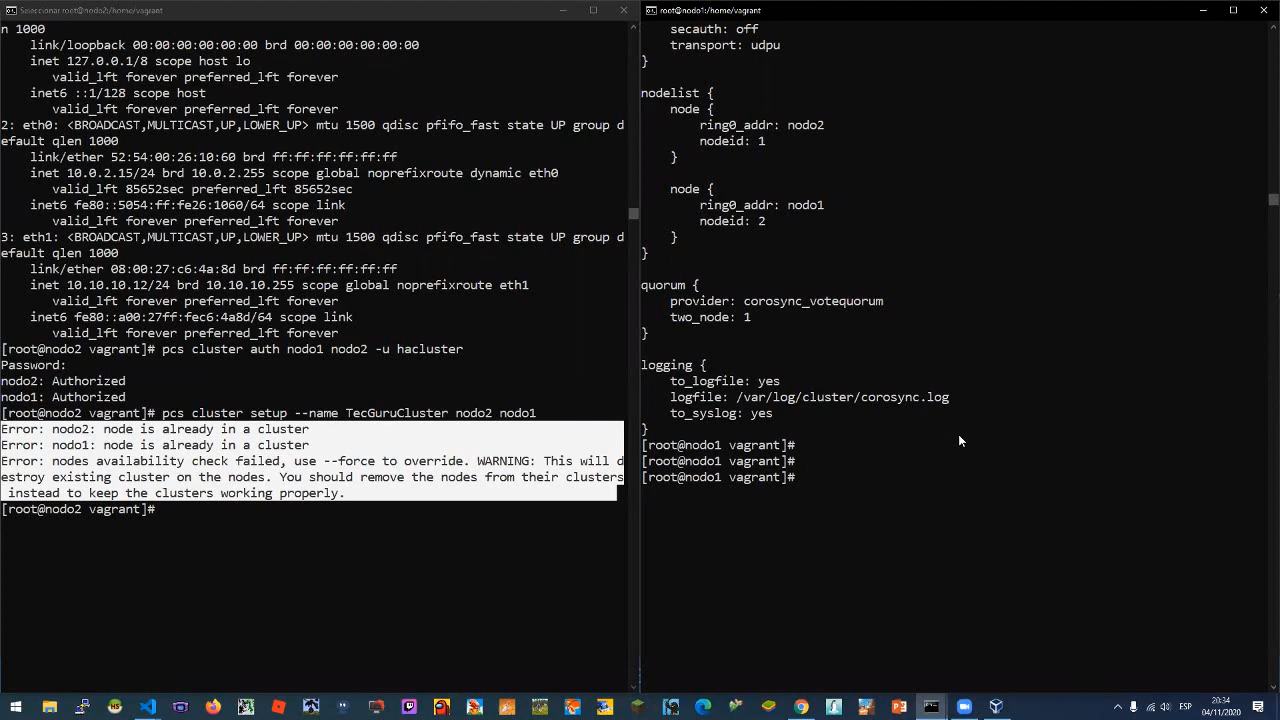 Seleccionar root@nodo2:/home/vagrant
n 1000
link/loopback 00:00:00:00:00:00 brd 00:00:00:00:00:00
inet 127.0.0.1/8 scope host lo
valid_lft forever preferred_lft forever
inet6 ::1/128 scope host
valid_lft forever preferred_lft forever
2: eth0: <BROADCAST,MULTICAST,UP,LOWER_UP> mtu 1500 qdisc pfifo_fast state UP group d
efault qlen 1000
link/ether 52:54:00:26:10:60 brd ff:ff:ff:ff:ff:ff
inet 10.0.2.15/24 brd 10.0.2.255 scope global noprefixroute dynamic eth0
valid_lft 85652sec preferred_lft 85652sec
inet6 fe80::5054:ff:fe26:1060/64 scope link
valid_lft forever preferred_lft forever
3: eth1: <BROADCAST,MULTICAST,UP,LOWER_UP> mtu 1500 qdisc pfifo_fast state UP group d
efault qlen 1000
link/ether 08:00:27:c6:4a:8d brd ff:ff:ff:ff:ff:ff
inet 10.10.10.12/24 brd 10.10.10.255 scope global noprefixroute eth1
valid_lft forever preferred_lft forever
inet6 fe80::a00:27ff:fec6:4a8d/64 scope link
valid_lft forever preferred_lft forever
[root@nodo2 vagrant]# pcs cluster auth nodo1 nodo2 -u hacluster
Password:
nodo2: Authorized
nodo1: Authorized
[root@nodo2 vagrant]# pcs cluster setup --name TecGuruCluster nodo2 nodo1
Error: nodo2: node is already in a cluster
Error: nodo1: node is already in a cluster
Error: nodes availability check failed, use --force to override. WARNING: This will d
estroy existing cluster on the nodes. You should remove the nodes from their clusters
instead to keep the clusters working properly.
[root@nodo2 vagrant]#
root@nodo1:/home/vagrant
secauth: off
transport: udpu
}
nodelist {
node {
ring0_addr: nodo2
nodeid: 1
}
node {
ring0_addr: nodo1
nodeid: 2
}
}
quorum {
provider: corosync_votequorum
two_node: 1
}
logging {
to_logfile: yes
logfile: /var/log/cluster/corosync.log
to_syslog: yes
}
[root@nodo1 vagrant]#
[root@nodo1 vagrant]#
[root@nodo1 vagrant]#
ESP
20:34
04/11/2020